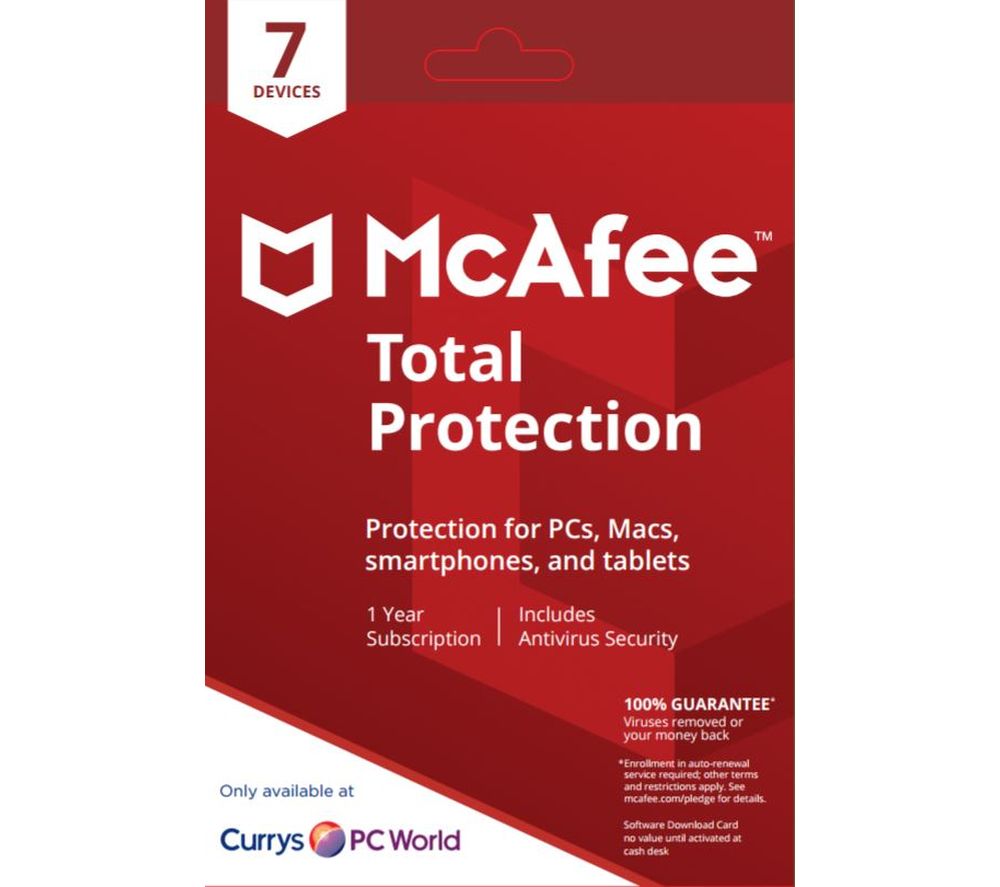 7
DEVICES
McAfee™
Total
Protection
Protection for PCs, Macs,
smartphones, and tablets
1 Year
Subscription
Includes
Antivirus Security
100% GUARANTEE*
Viruses removed or
your money back
*Enrollment in auto-renewal
service required; other terms
and restrictions apply. See
mcafee.com/pledge for details.
Software Download Card
no value until activated at
cash desk
Only available at
Currys PC World